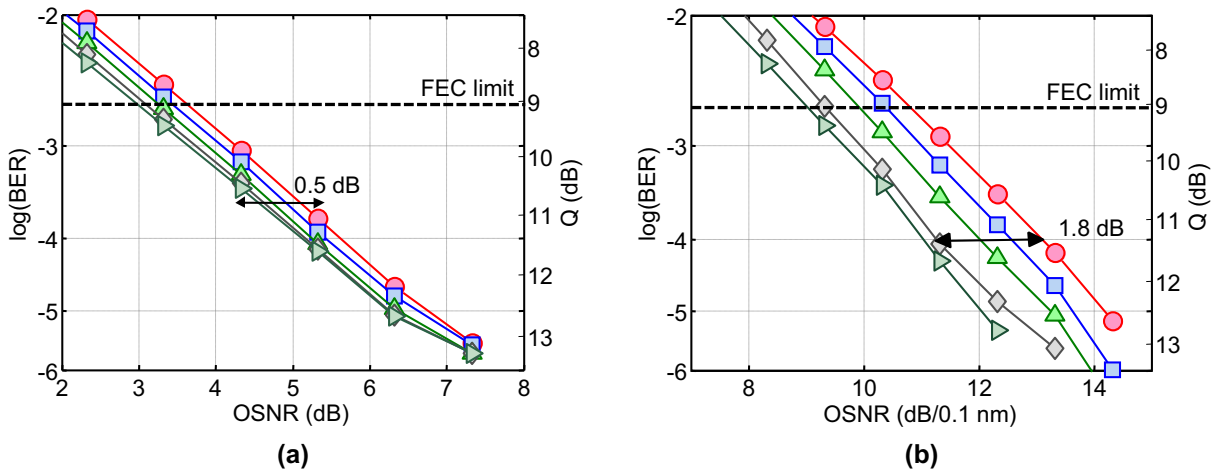 -2
-3
-4
-5
-6
log(BER)
2
3
4
5
6
7
8
OSNR (dB)
8
9
10
11
12
13
Q (dB)
FEC limit
0.5 dB
(a)
-2
-3
-4
-5
-6
log(BER)
8
10
12
14
OSNR (dB/0.1 nm)
8
9
10
11
12
13
Q (dB)
FEC limit
1.8 dB
(b)